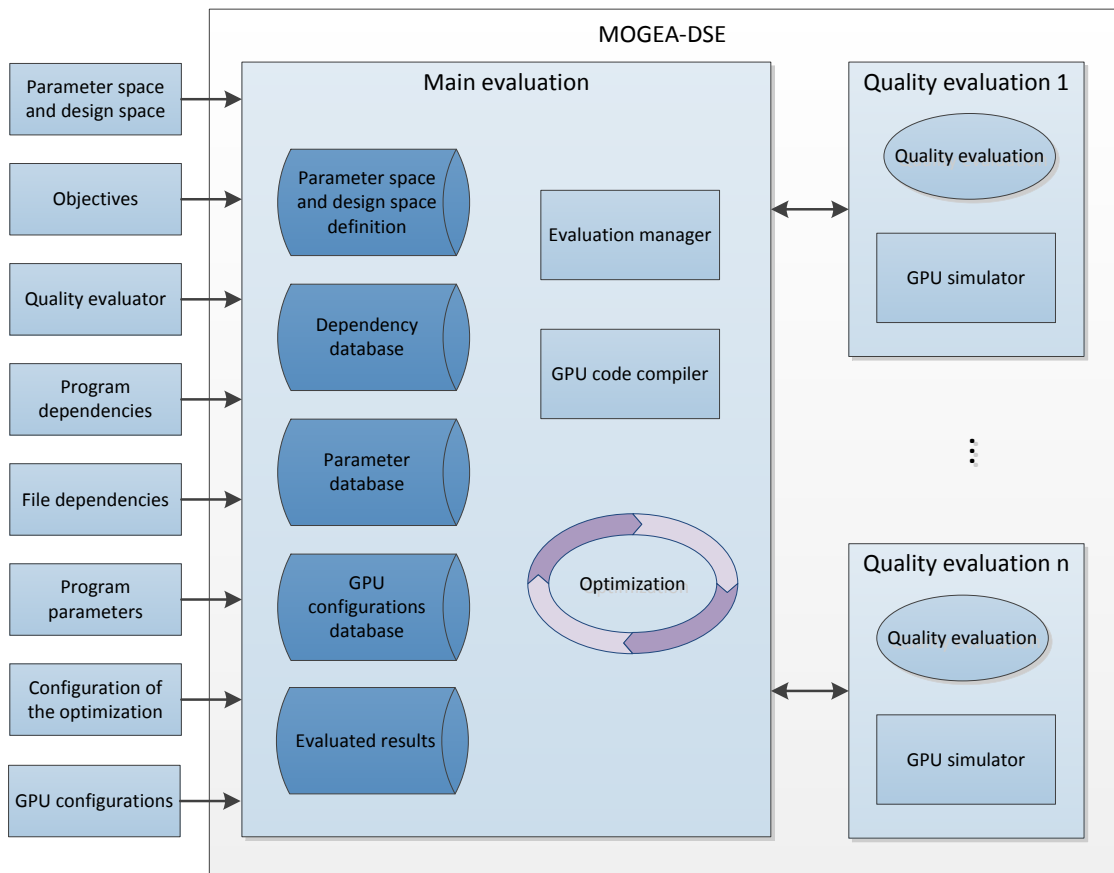 MOGEA-DSE
Parameter space
and design space
Objectives
Quality evaluator
Program
dependencies
File dependencies
Program
parameters
Configuration of
the optimization
GPU configurations
Main evaluation
Parameter space
and design space
definition
Dependency
database
Parameter
database
GPU
configurations
database
Evaluated results
Evaluation manager
GPU code compiler
Optimization
Quality evaluation 1
Quality evaluation
GPU simulator
Quality evaluation n
Quality evaluation
GPU simulator